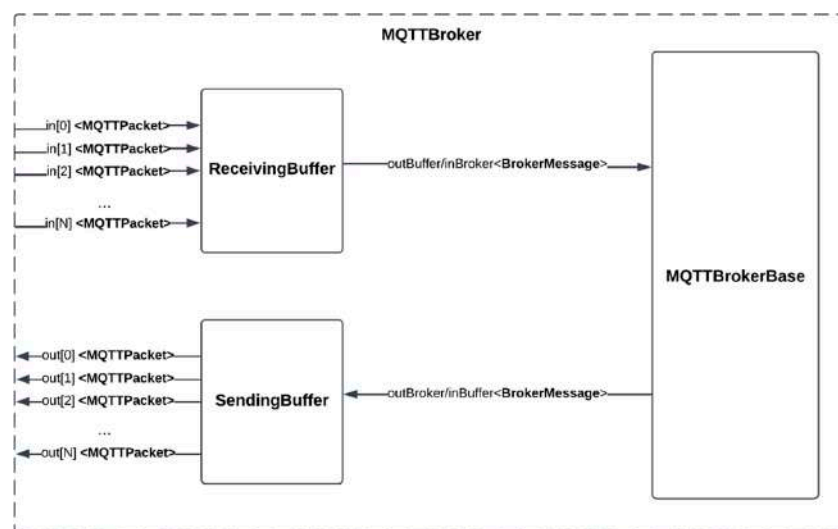 MQTTBroker
in[0] <MQTTPacket>
in[1] <MQTTPacket>
in[2] <MQTTPacket>
...
in[N] <MQTTPacket>
ReceivingBuffer
outBuffer/inBroker<BrokerMessage>
MQTTBrokerBase
out[0] <MQTTPacket>
out[1] <MQTTPacket>
out[2] <MQTTPacket>
...
out[N] <MQTTPacket>
SendingBuffer
outBroker/inBuffer<BrokerMessage>